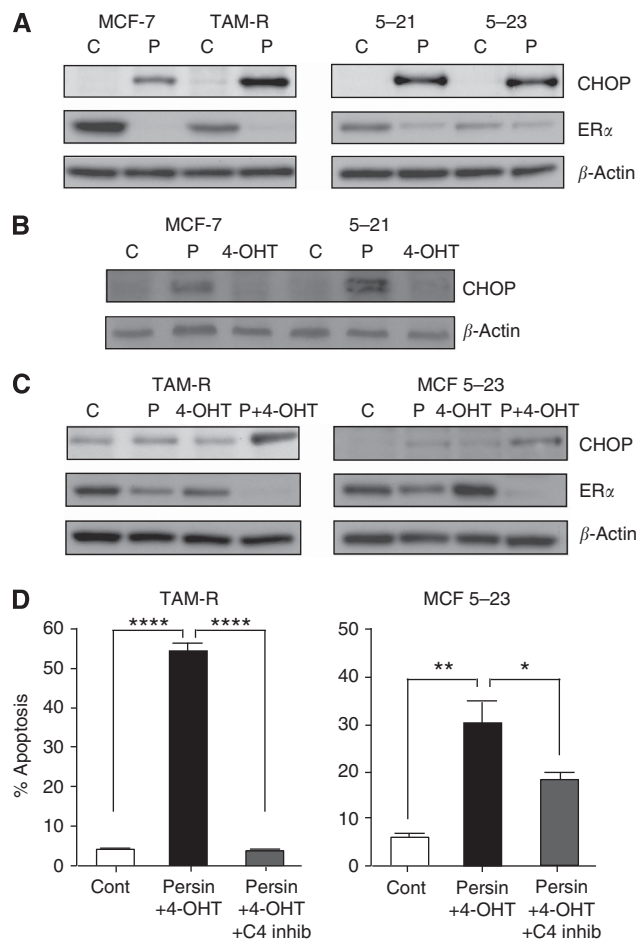 A
MCF-7 TAM-R 5–21 5–23
C P C P C P C P
CHOP
ERα
β-Actin
B
MCF-7 5–21
C P 4-OHT C P 4-OHT
CHOP
β-Actin
C
TAM-R MCF 5–23
C P 4-OHT P+4-OHT C P 4-OHT P+4-OHT
CHOP
ERα
β-Actin
D
TAM-R MCF 5–23
60 50
**** ****
50
40
** *
40
30
30
20
20
10
10
0 0
% Apoptosis
Cont Persin Persin Cont Persin Persin
+4-OHT +4-OHT +4-OHT +4-OHT
+C4 inhib +C4 inhib